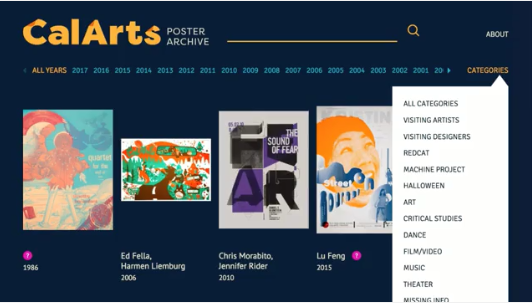 CalArts POSTER ARCHIVE
ABOUT
ALL YEARS 2017 2016 2015 2014 2013 2012 2011 2010 2009 2008 2007 2006 2005 2004 2003 2002 2001 20
CATEGORIES
ALL CATEGORIES
VISITING ARTISTS
VISITING DESIGNERS
REDCAT
MACHINE PROJECT
HALLOWEEN
ART
CRITICAL STUDIES
DANCE
FILM/VIDEO
MUSIC
THEATER
MISSING INFO
quartet
THE
SOUND
OF FEAR
FEAR
?
1986
Ed Fella,
Harmen Liemburg
2006
Chris Morabito,
Jennifer Rider
2010
Lu Feng ?
2015